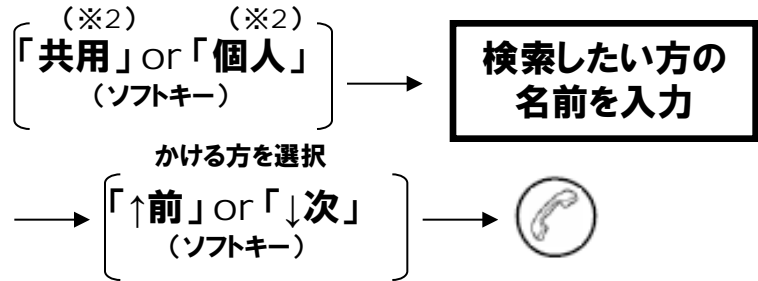 (※2) (※2)
「共用」or「個人」
(ソフトキー)
検索したい方の
名前を入力
かける方を選択
「↑前」or「↓次」
(ソフトキー)